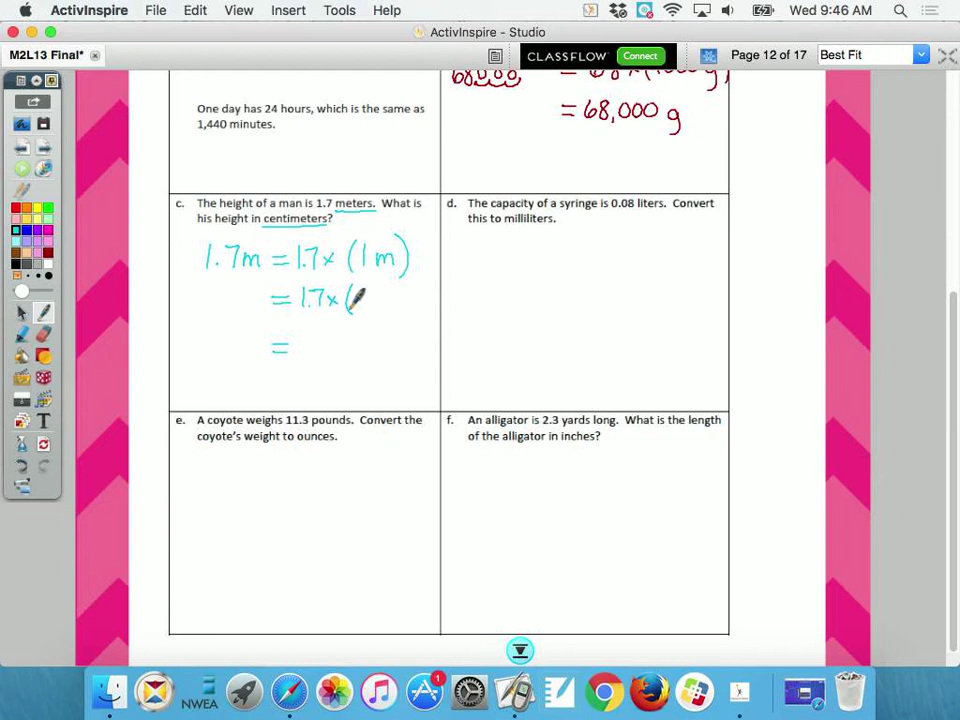 ActivInspire File Edit View Insert Tools Help Wed 9:46 AM
ActivInspire - Studio
M2L13 Final* CLASSFLOW Connect Page 12 of 17 Best Fit
68000 = 68 x (1000 g)
One day has 24 hours, which is the same as
1,440 minutes.
= 68,000 g
c. The height of a man is 1.7 meters. What is
his height in centimeters?
1.7m = 1.7 x (1 m)
= 1.7 x (
=
d. The capacity of a syringe is 0.08 liters. Convert
this to milliliters.
e. A coyote weighs 11.3 pounds. Convert the
coyote's weight to ounces.
f. An alligator is 2.3 yards long. What is the length
of the alligator in inches?
T
NWEA
1